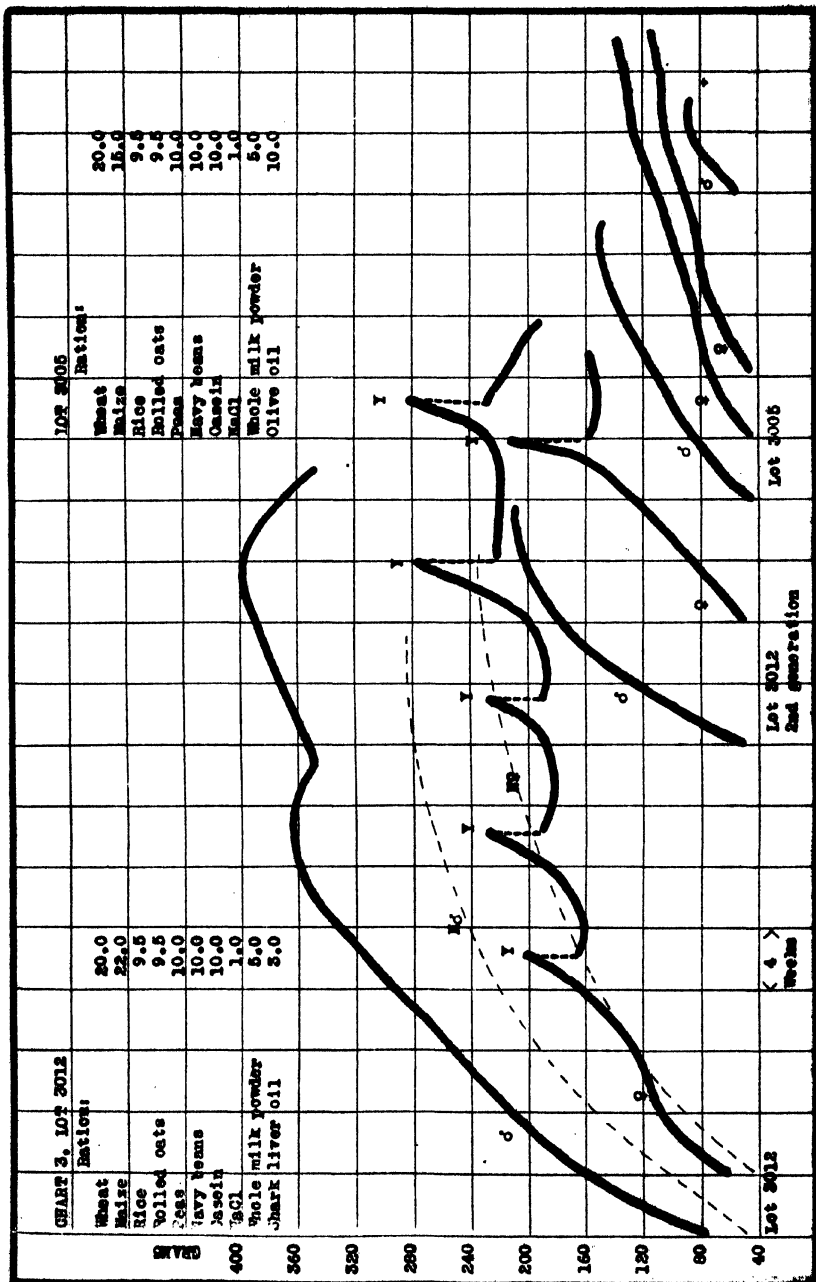 CHART 3, LOT 3012
Ration:
Wheat 20.0
Maize 22.0
Rice 9.5
Rolled oats 9.5
Peas 10.0
Navy beans 10.0
Casein 10.0
NaCl 1.0
Whole milk powder 5.0
Shark liver oil 3.0
LOT 3005
Ration:
Wheat 20.0
Maize 15.0
Rice 9.5
Rolled oats 9.5
Peas 10.0
Navy beans 10.0
Casein 10.0
NaCl 1.0
Whole milk powder 5.0
Olive oil 10.0
GRAMS
400
360
320
280
240
200
160
120
80
40
♂
♀
N♂
N♀
Y
Y
Y
Y
Y
Y
♂
♀
♂
♀
♀
♂
+
Lot 3012
< 4 >
Weeks
Lot 3012
2nd generation
Lot 3005